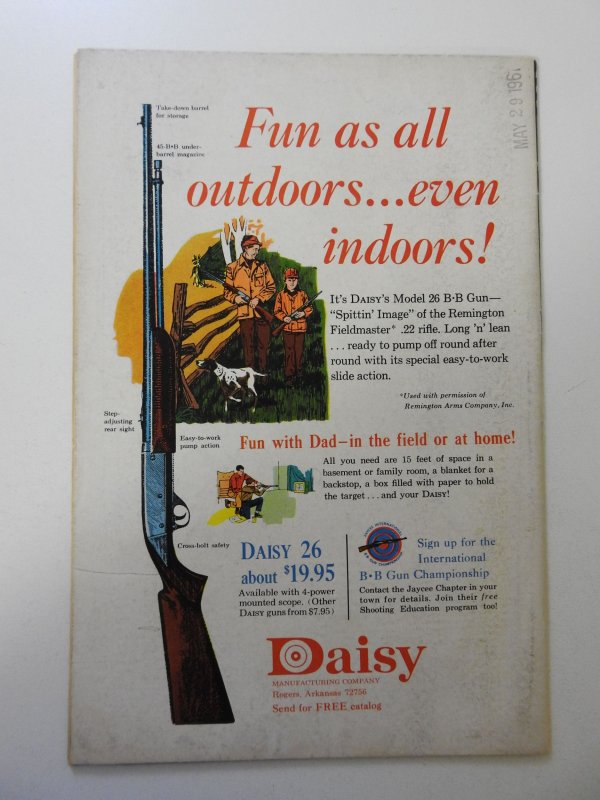 MAY 29 1967
Take-down barrel
for storage
45-B•B under-
barrel magazine
Fun as all
outdoors...even
indoors!
It's DAISY'S Model 26 B•B Gun—
"Spittin' Image" of the Remington
Fieldmaster* .22 rifle. Long 'n' lean
. . . ready to pump off round after
round with its special easy-to-work
slide action.
*Used with permission of
Remington Arms Company, Inc.
Step-
adjusting
rear sight
Easy-to-work
pump action
Fun with Dad—in the field or at home!
All you need are 15 feet of space in a
basement or family room, a blanket for a
backstop, a box filled with paper to hold
the target . . . and your DAISY!
Cross-bolt safety
DAISY 26
about $19.95
Available with 4-power
mounted scope. (Other
DAISY guns from $7.95)
JAYCEE INTERNATIONAL
B•B GUN CHAMPIONSHIP
Sign up for the
International
B•B Gun Championship
Contact the Jaycee Chapter in your
town for details. Join their free
Shooting Education program too!
Daisy
MANUFACTURING COMPANY
Rogers, Arkansas 72756
Send for FREE catalog